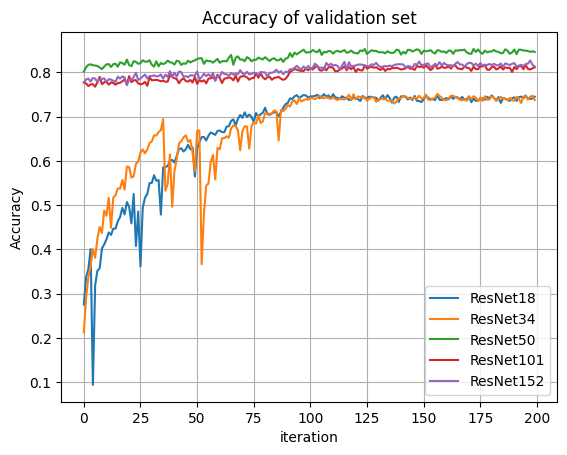 Accuracy of validation set
Accuracy
0.8
0.7
0.6
0.5
0.4
0.3
0.2
0.1
0
25
50
75
100
125
150
175
200
iteration
ResNet18
ResNet34
ResNet50
ResNet101
ResNet152